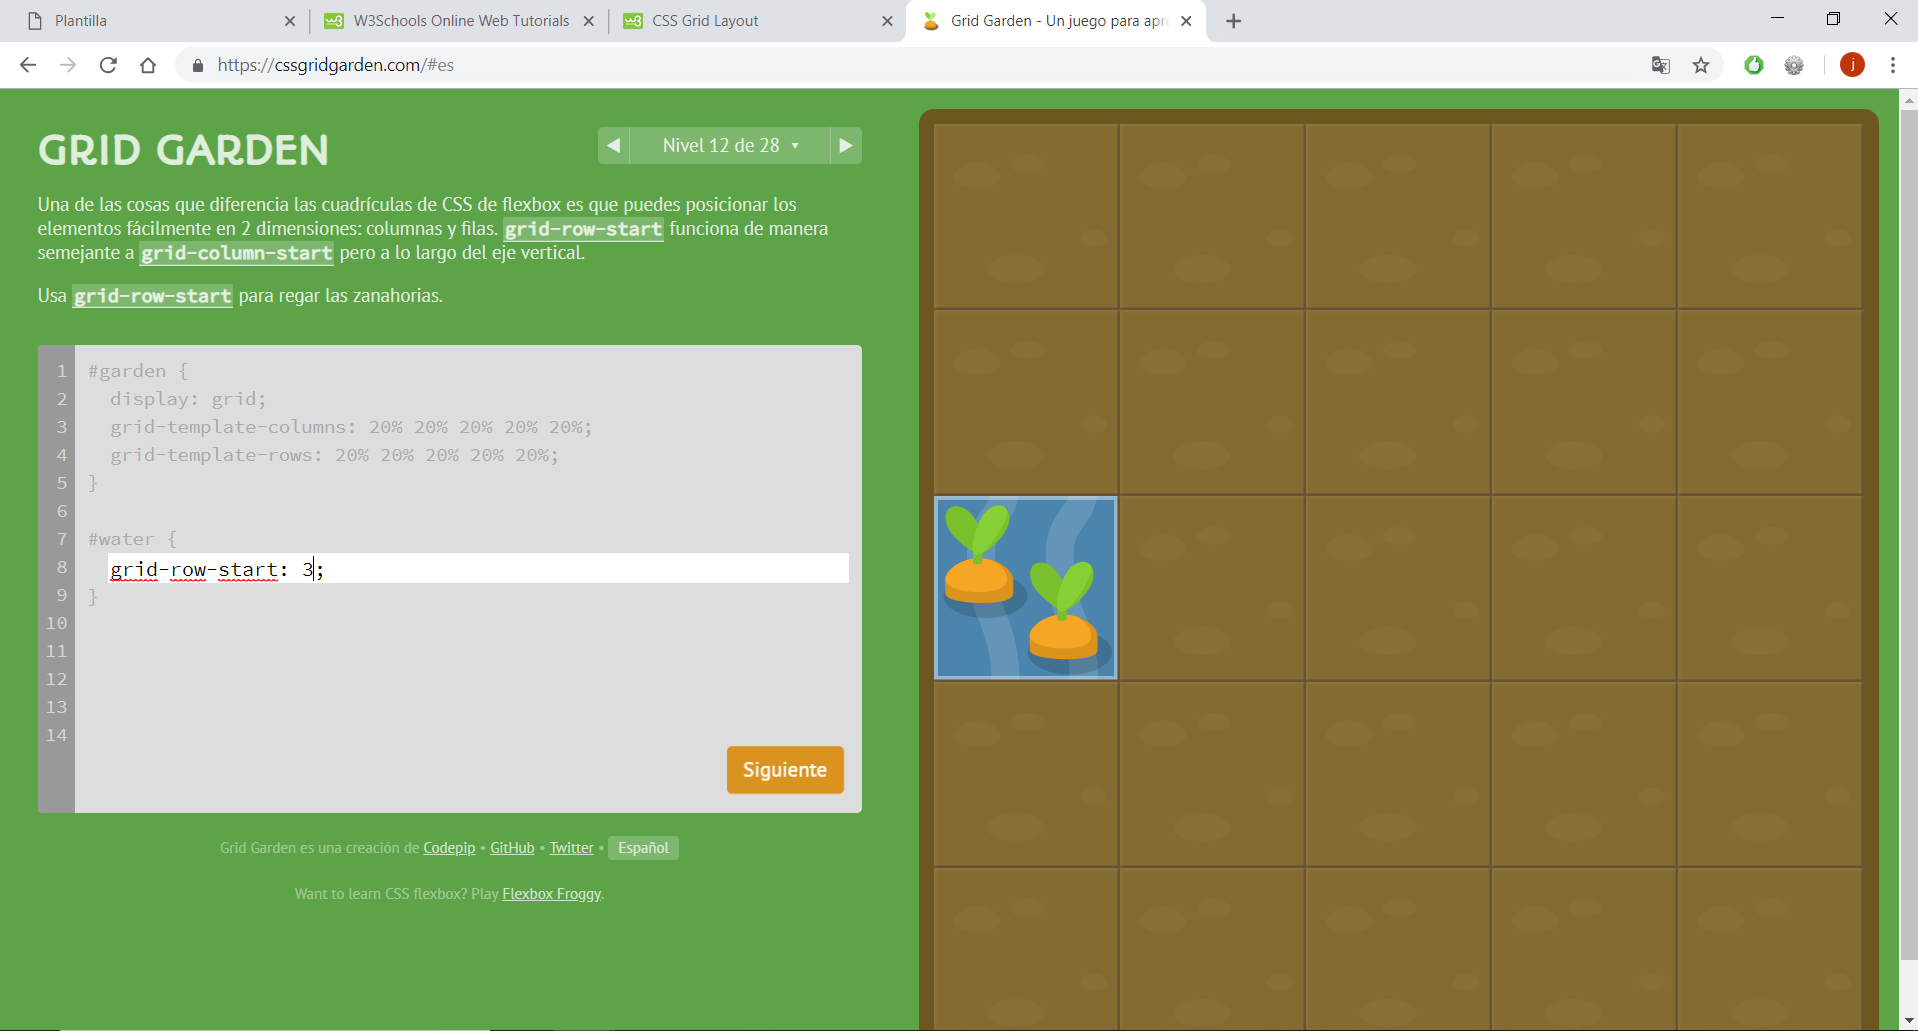 Plantilla
W3Schools Online Web Tutorials
CSS Grid Layout
Grid Garden - Un juego para apre
https://cssgridgarden.com/#es
j
GRID GARDEN
Nivel 12 de 28
Una de las cosas que diferencia las cuadrículas de CSS de flexbox es que puedes posicionar los
elementos fácilmente en 2 dimensiones: columnas y filas. grid-row-start funciona de manera
semejante a grid-column-start pero a lo largo del eje vertical.
Usa grid-row-start para regar las zanahorias.
1 #garden {
2 display: grid;
3 grid-template-columns: 20% 20% 20% 20% 20%;
4 grid-template-rows: 20% 20% 20% 20% 20%;
5 }
6
7 #water {
8 grid-row-start: 3;
9 }
10
11
12
13
14
Siguiente
Grid Garden es una creación de Codepip • GitHub • Twitter • Español
Want to learn CSS flexbox? Play Flexbox Froggy.